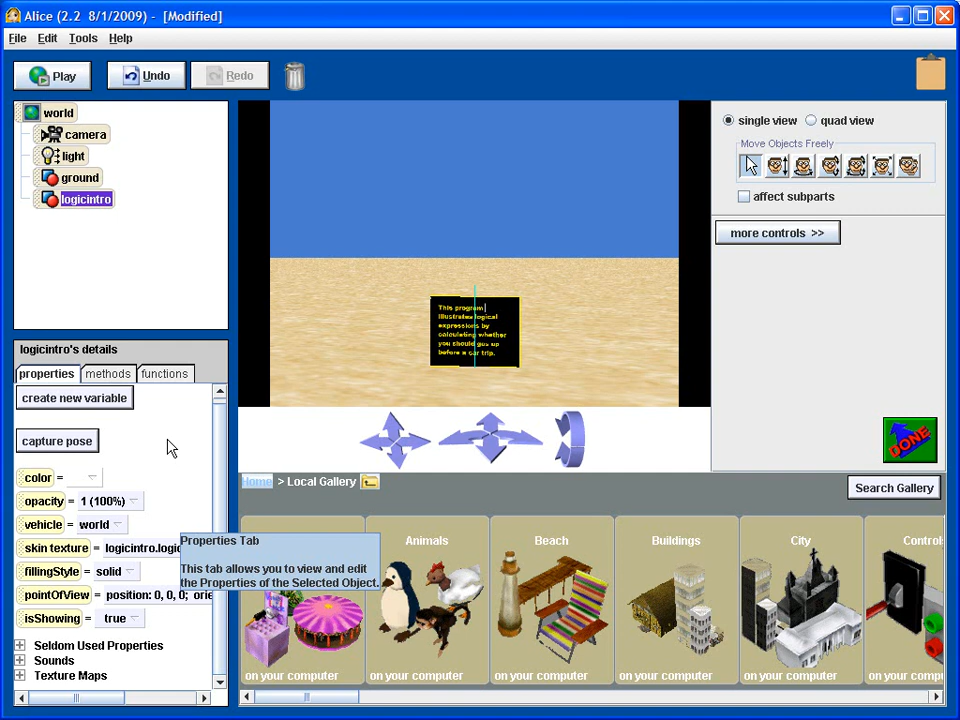 Alice (2.2 8/1/2009) - [Modified]
File Edit Tools Help
Play Undo Redo
world
camera
light
ground
logicintro
single view quad view
Move Objects Freely
affect subparts
more controls >>
This program
illustrates logical
expressions by
calculating whether
you should gas up
before a car trip.
DONE
logicintro's details
properties methods functions
create new variable
capture pose
color =
opacity = 1 (100%)
vehicle = world
skin texture = logicintro.logic
fillingStyle = solid
pointOfView = position: 0, 0, 0; orie
isShowing = true
Seldom Used Properties
Sounds
Texture Maps
Properties Tab
This tab allows you to view and edit
the Properties of the Selected Object.
Home > Local Gallery
Search Gallery
Animals Beach Buildings City Control
on your computer on your computer on your computer on your computer on your computer on your com